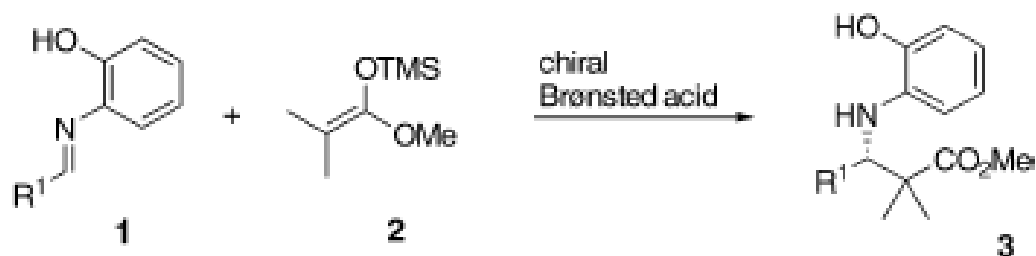 HO
N
R¹
1
+
OTMS
OMe
2
chiral
Brønsted acid
HO
HN
R¹
CO₂Me
3